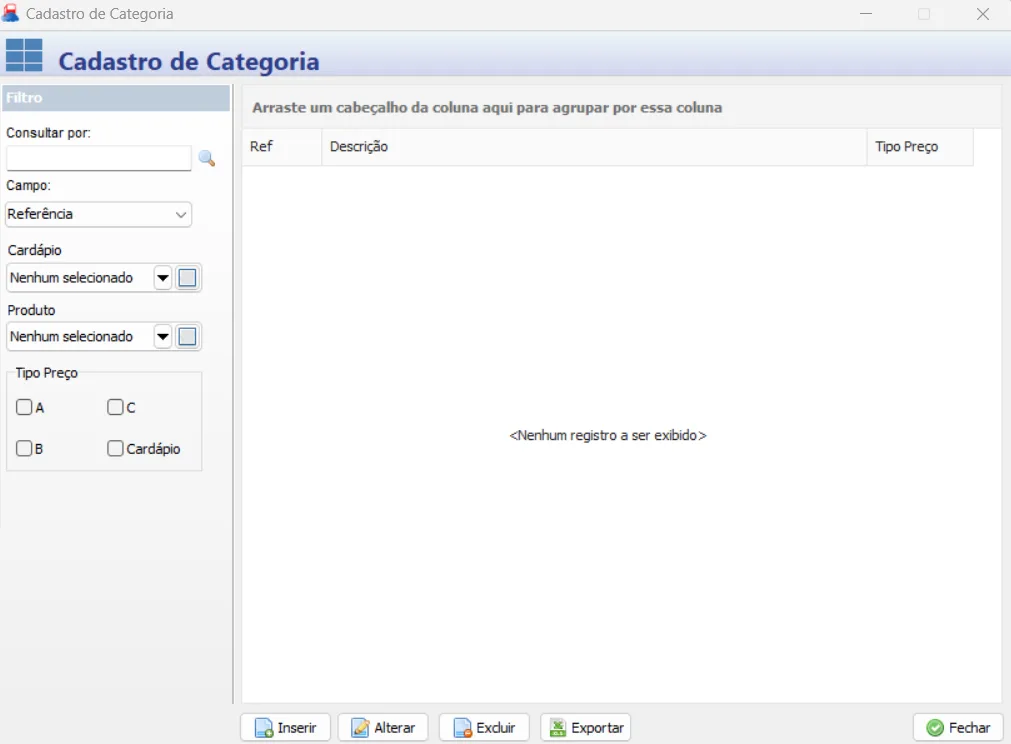 Cadastro de Categoria
Cadastro de Categoria
Filtro
Consultar por:
Campo:
Referência
Cardápio
Nenhum selecionado
Produto
Nenhum selecionado
Tipo Preço
A
C
B
Cardápio
Arraste um cabeçalho da coluna aqui para agrupar por essa coluna
Ref Descrição Tipo Preço
<Nenhum registro a ser exibido>
Inserir Alterar Excluir Exportar Fechar